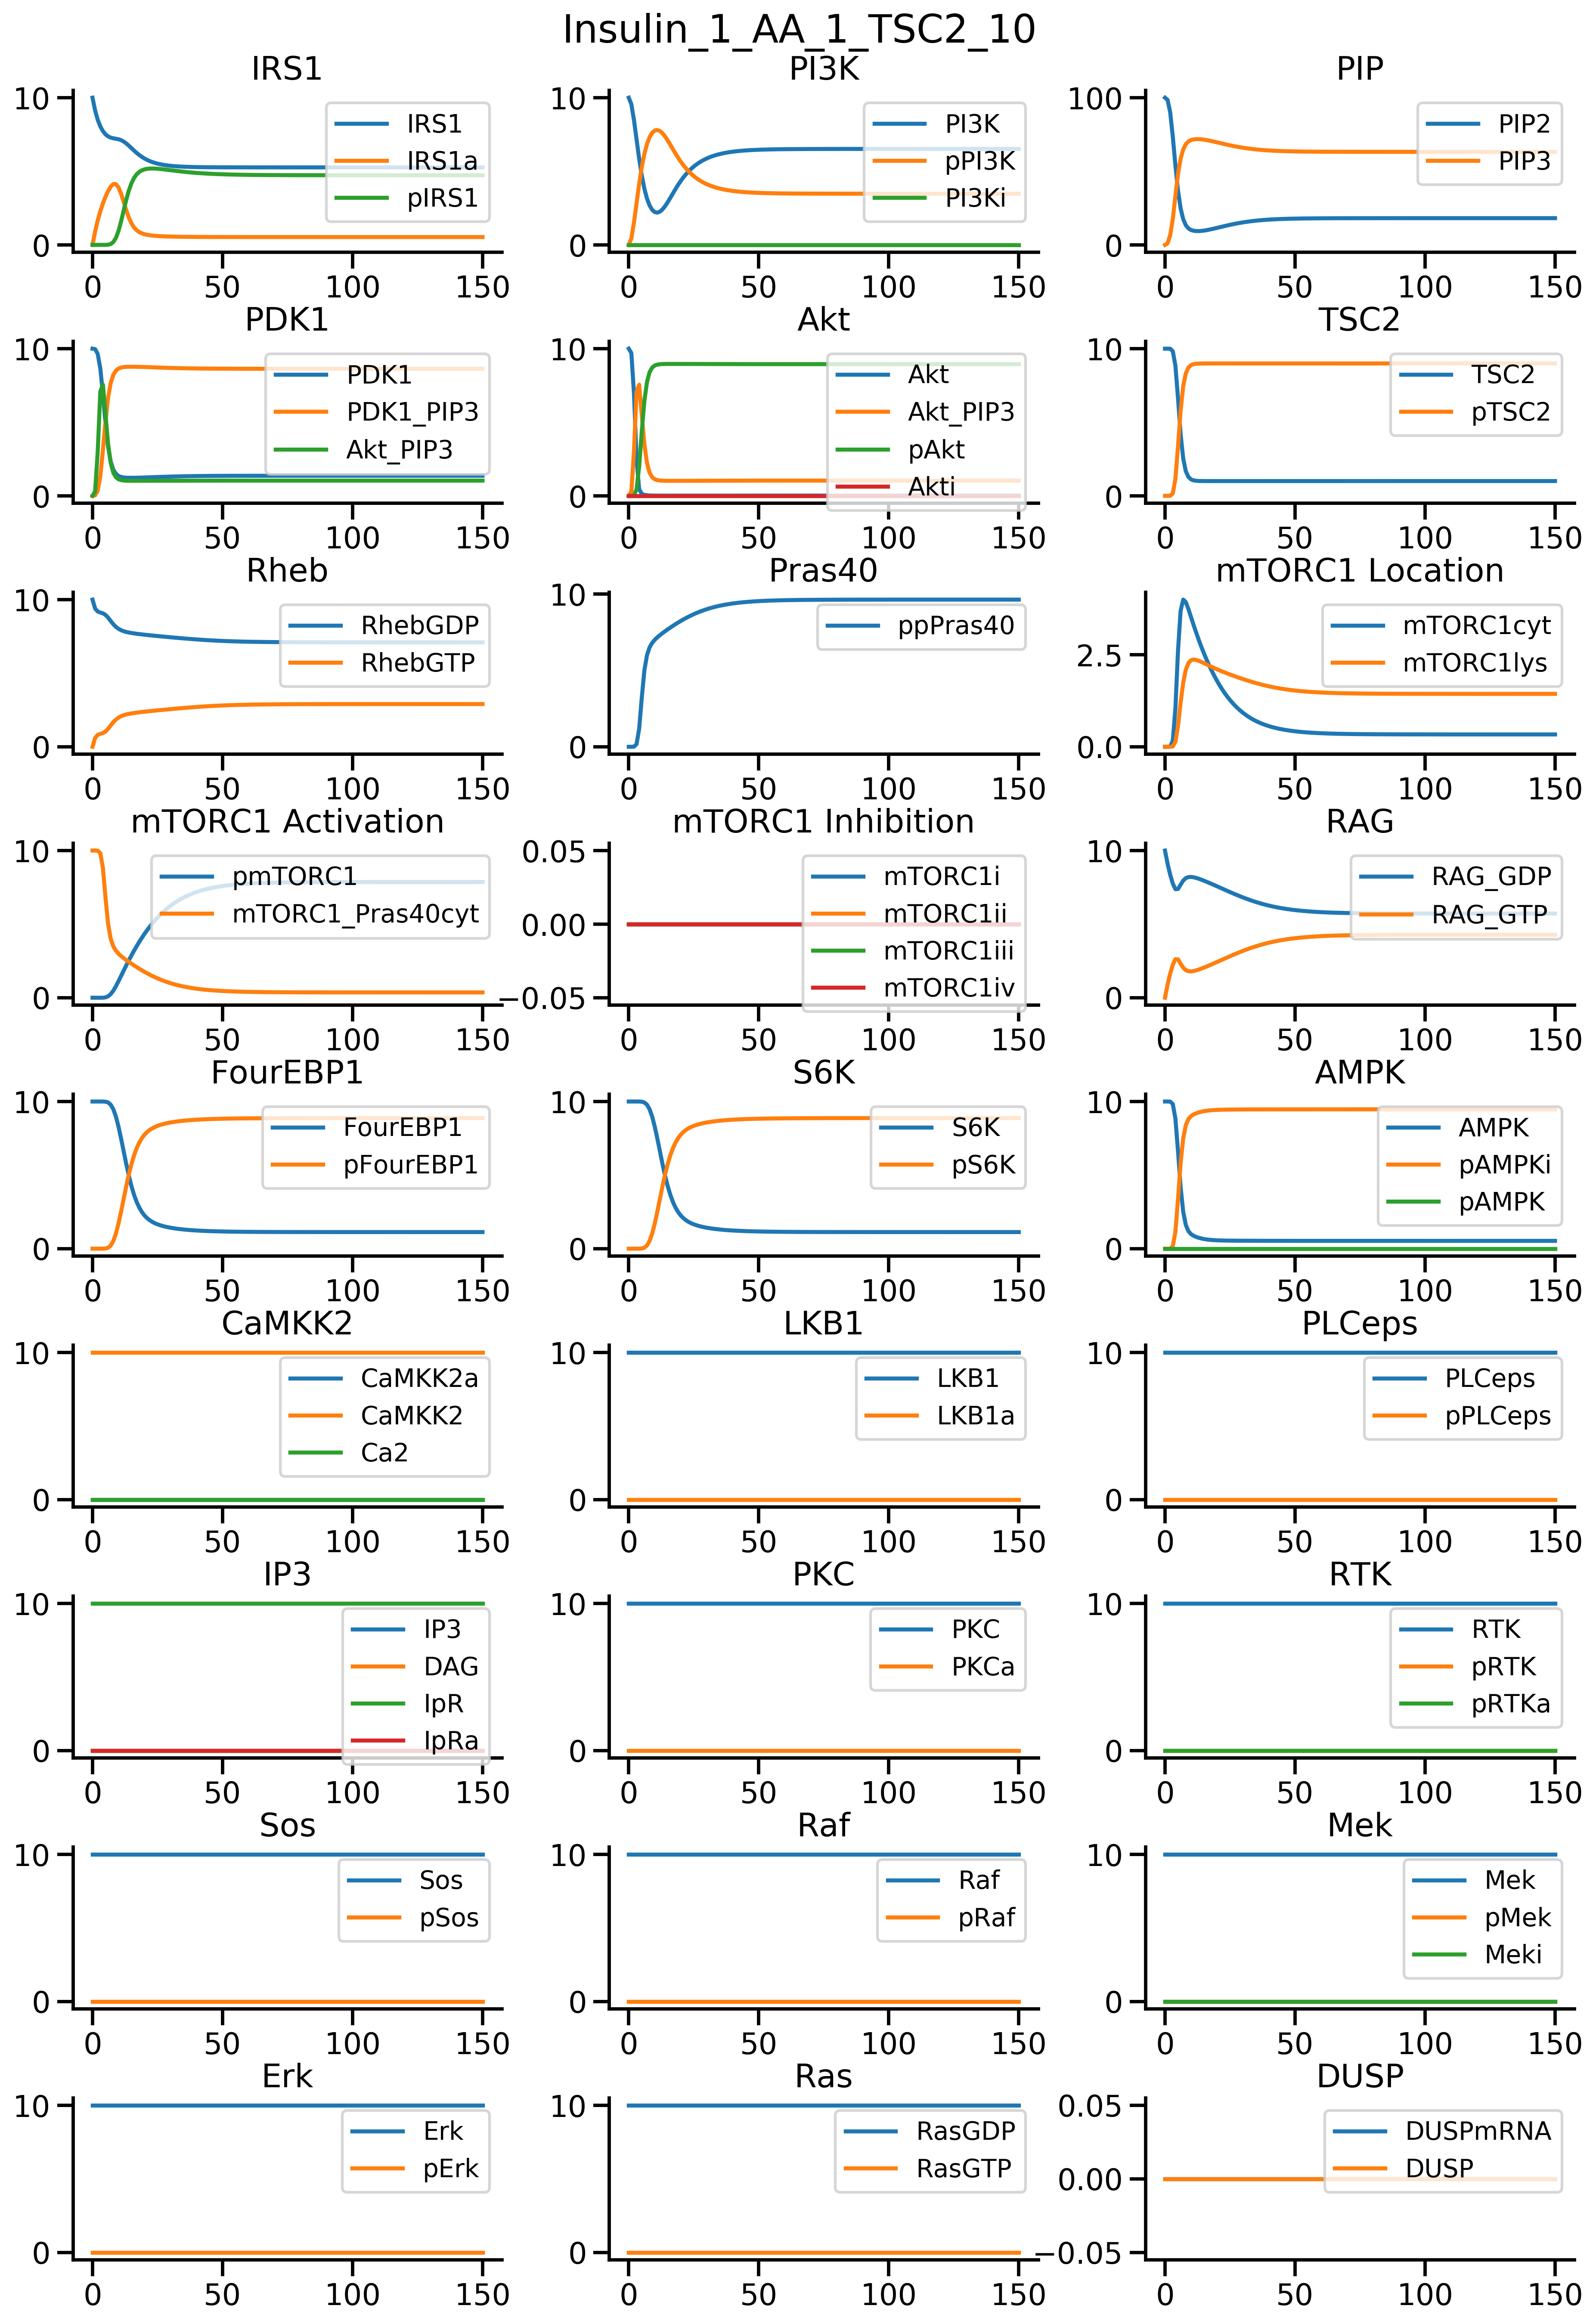 Insulin_1_AA_1_TSC2_10
IRS1
10
0
0 50 100 150
IRS1
IRS1a
pIRS1
PI3K
10
0
0 50 100 150
PI3K
pPI3K
PI3Ki
PIP
100
0
0 50 100 150
PIP2
PIP3
PDK1
10
0
0 50 100 150
PDK1
PDK1_PIP3
Akt_PIP3
Akt
10
0
0 50 100 150
Akt
Akt_PIP3
pAkt
Akti
TSC2
10
0
0 50 100 150
TSC2
pTSC2
Rheb
10
0
0 50 100 150
RhebGDP
RhebGTP
Pras40
10
0
0 50 100 150
ppPras40
mTORC1 Location
2.5
0.0
0 50 100 150
mTORC1cyt
mTORC1lys
mTORC1 Activation
10
0
0 50 100 150
pmTORC1
mTORC1_Pras40cyt
mTORC1 Inhibition
0.05
0.00
−0.05
0 50 100 150
mTORC1i
mTORC1ii
mTORC1iii
mTORC1iv
RAG
10
0
0 50 100 150
RAG_GDP
RAG_GTP
FourEBP1
10
0
0 50 100 150
FourEBP1
pFourEBP1
S6K
10
0
0 50 100 150
S6K
pS6K
AMPK
10
0
0 50 100 150
AMPK
pAMPKi
pAMPK
CaMKK2
10
0
0 50 100 150
CaMKK2a
CaMKK2
Ca2
LKB1
10
0
0 50 100 150
LKB1
LKB1a
PLCeps
10
0
0 50 100 150
PLCeps
pPLCeps
IP3
10
0
0 50 100 150
IP3
DAG
IpR
IpRa
PKC
10
0
0 50 100 150
PKC
PKCa
RTK
10
0
0 50 100 150
RTK
pRTK
pRTKa
Sos
10
0
0 50 100 150
Sos
pSos
Raf
10
0
0 50 100 150
Raf
pRaf
Mek
10
0
0 50 100 150
Mek
pMek
Meki
Erk
10
0
0 50 100 150
Erk
pErk
Ras
10
0
0 50 100 150
RasGDP
RasGTP
DUSP
0.05
0.00
−0.05
0 50 100 150
DUSPmRNA
DUSP